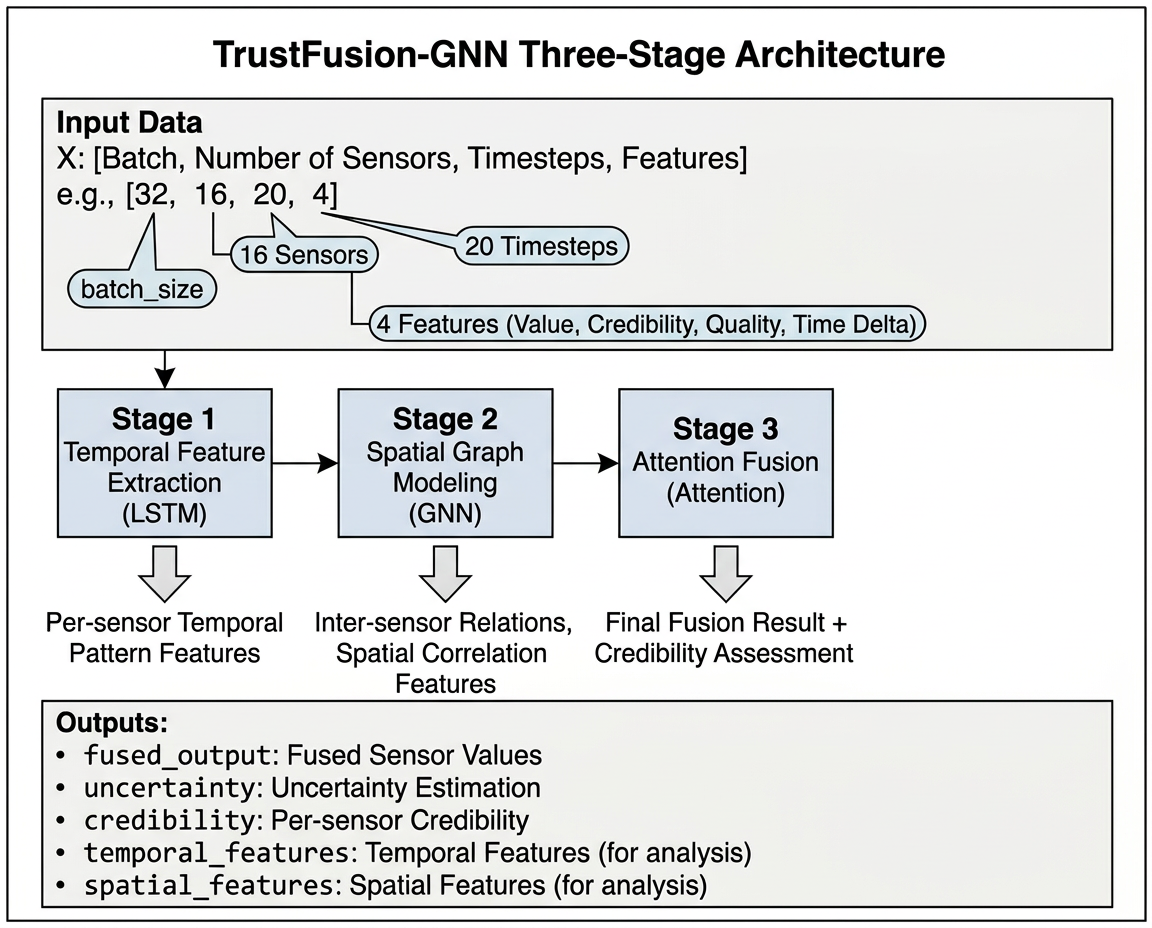 TrustFusion-GNN Three-Stage Architecture
Input Data
X: [Batch, Number of Sensors, Timesteps, Features]
e.g., [32, 16, 20, 4]
16 Sensors
20 Timesteps
batch_size
4 Features (Value, Credibility, Quality, Time Delta)
Stage 1
Temporal Feature
Extraction
(LSTM)
Stage 2
Spatial Graph
Modeling
(GNN)
Stage 3
Attention Fusion
(Attention)
Per-sensor Temporal
Pattern Features
Inter-sensor Relations,
Spatial Correlation
Features
Final Fusion Result +
Credibility Assessment
Outputs:
• fused_output: Fused Sensor Values
• uncertainty: Uncertainty Estimation
• credibility: Per-sensor Credibility
• temporal_features: Temporal Features (for analysis)
• spatial_features: Spatial Features (for analysis)